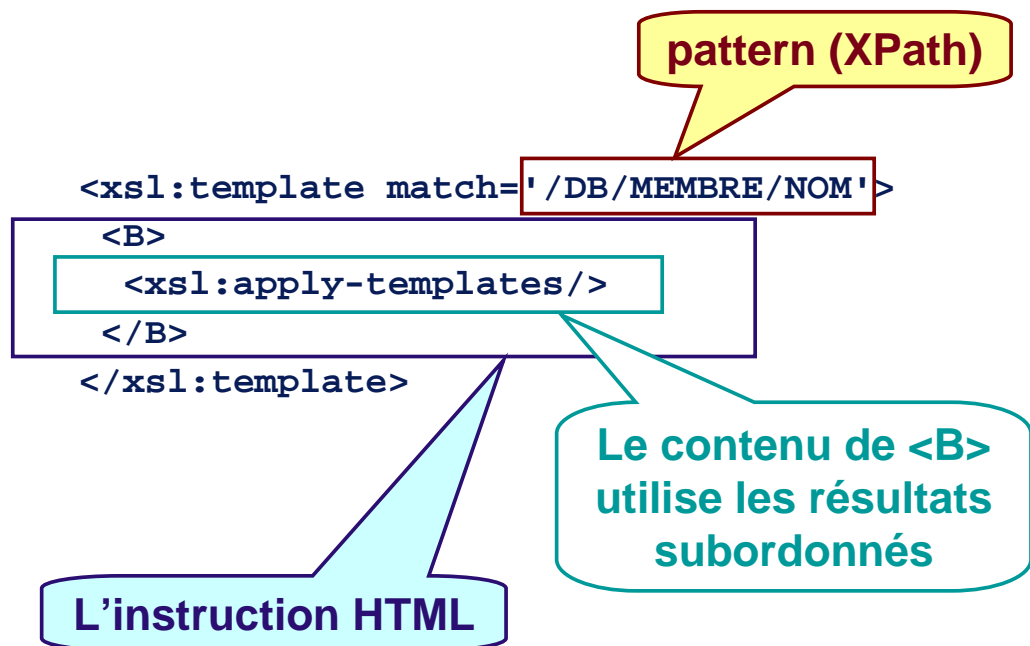 pattern (XPath)
<xsl:template match='/DB/MEMBRE/NOM'>
<B>
<xsl:apply-templates/>
</B>
</xsl:template>
Le contenu de <B>
utilise les résultats
subordonnés
L’instruction HTML